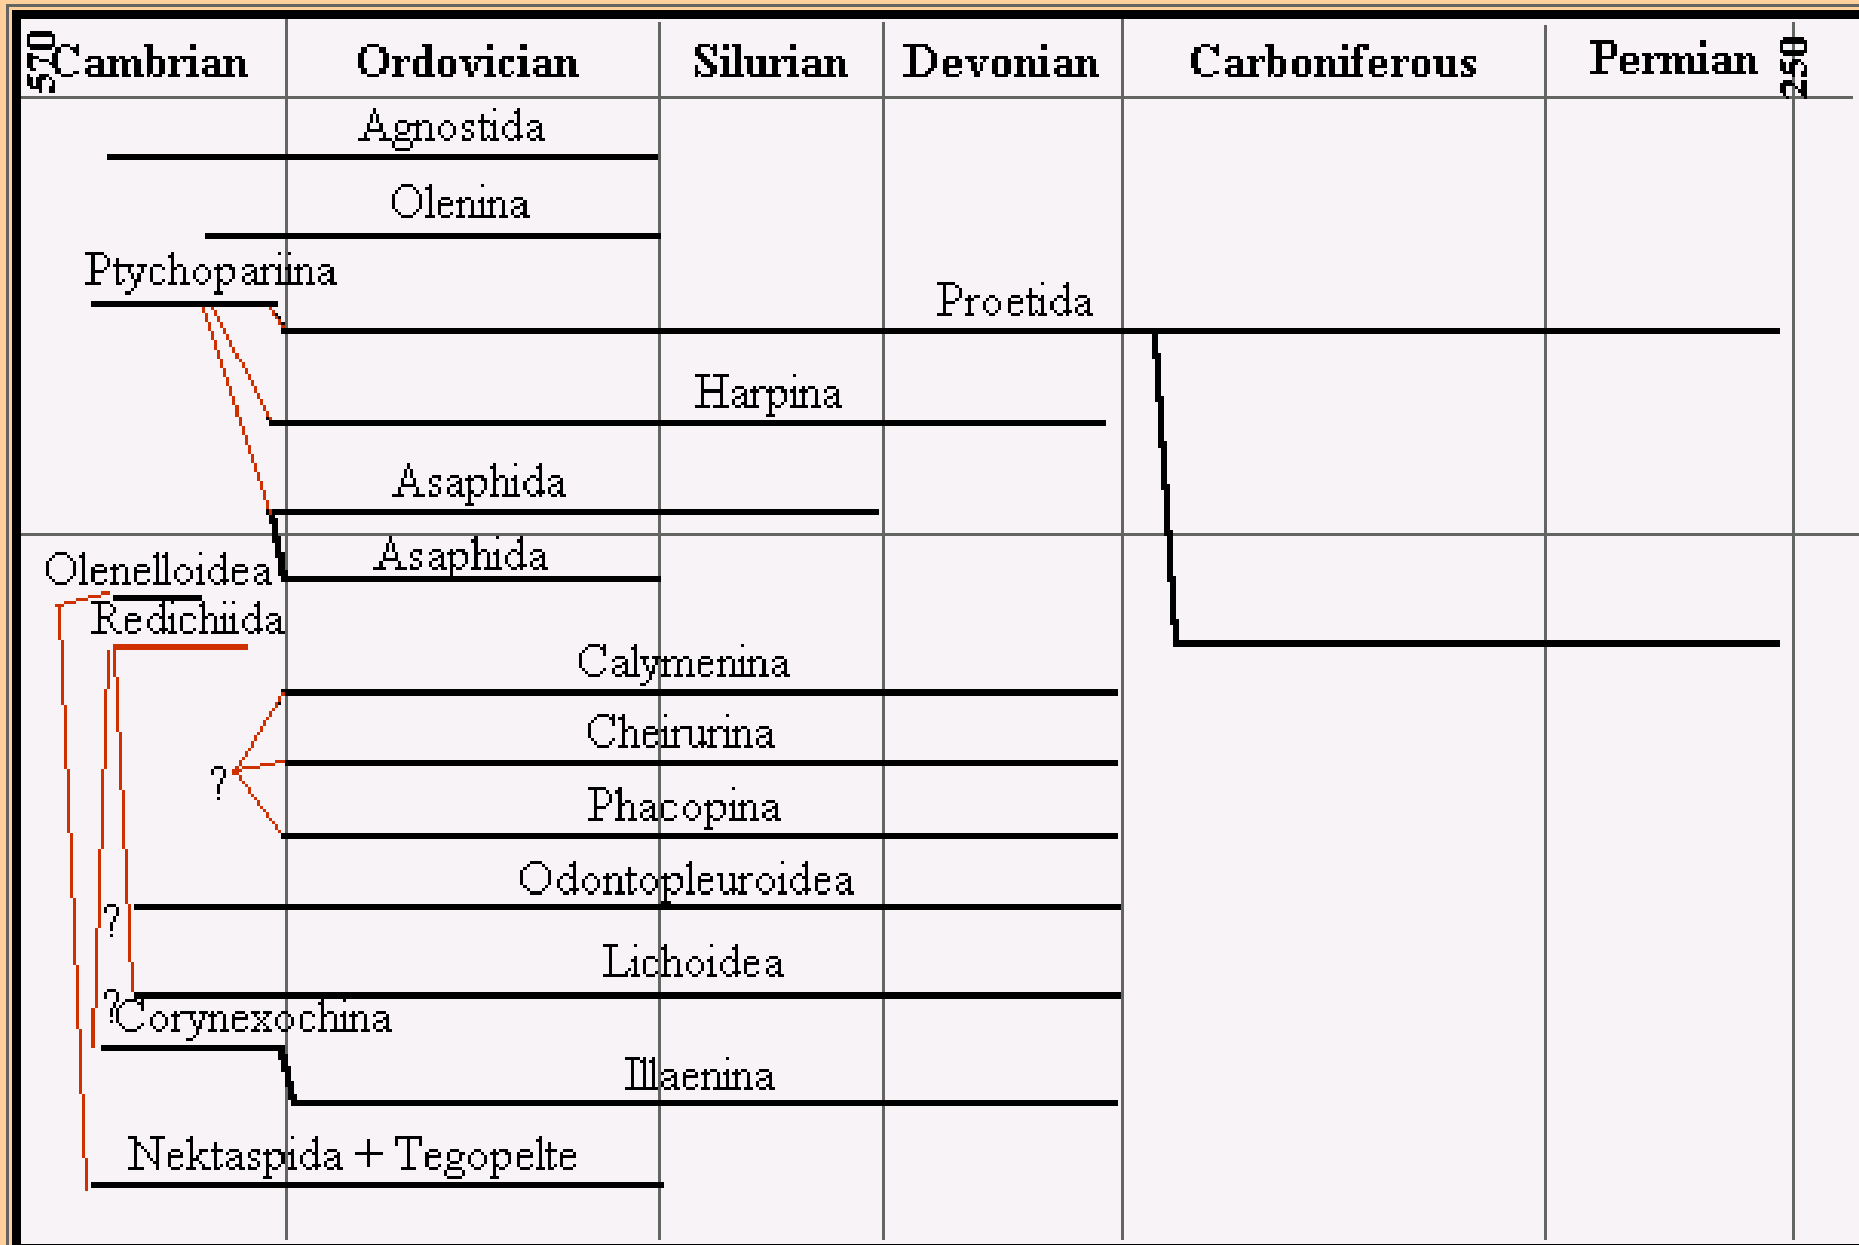 570 Cambrian Ordovician Silurian Devonian Carboniferous Permian 250
Agnostida
Olenina
Ptychopariina
Proetida
Harpina
Asaphida
Asaphida
Olenelloidea
Redichiida
Calymenina
Cheirurina
?
Phacopina
Odontopleuroidea
?
Lichoidea
?
Corynexochina
Illaenina
Nektaspida + Tegopelte